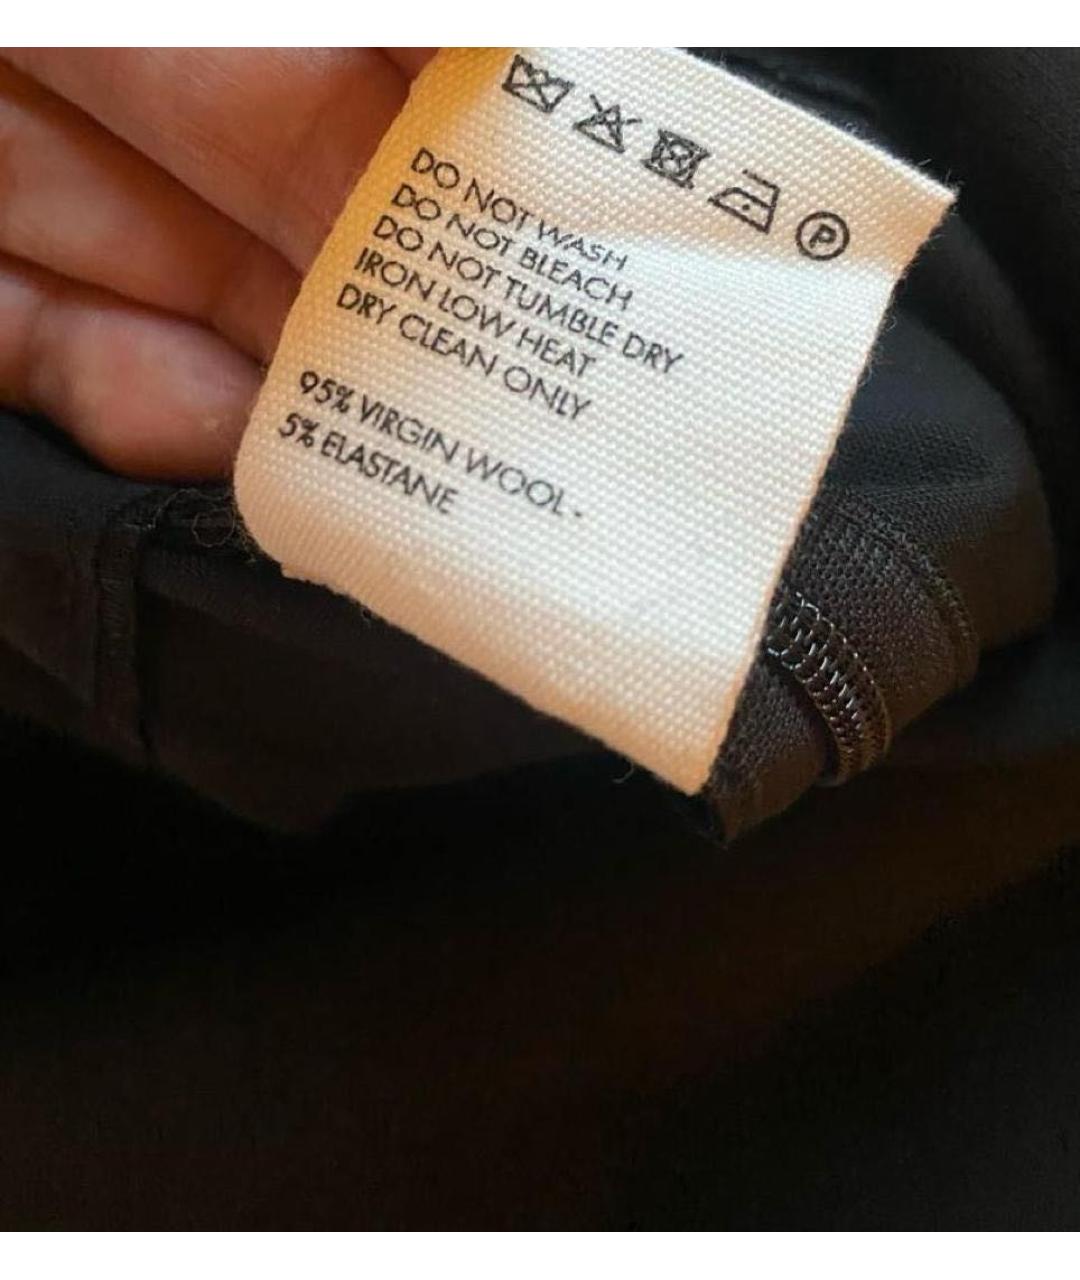 P
DO NOT WASH
DO NOT BLEACH
DO NOT TUMBLE DRY
IRON LOW HEAT
DRY CLEAN ONLY
95% VIRGIN WOOL -
5% ELASTANE